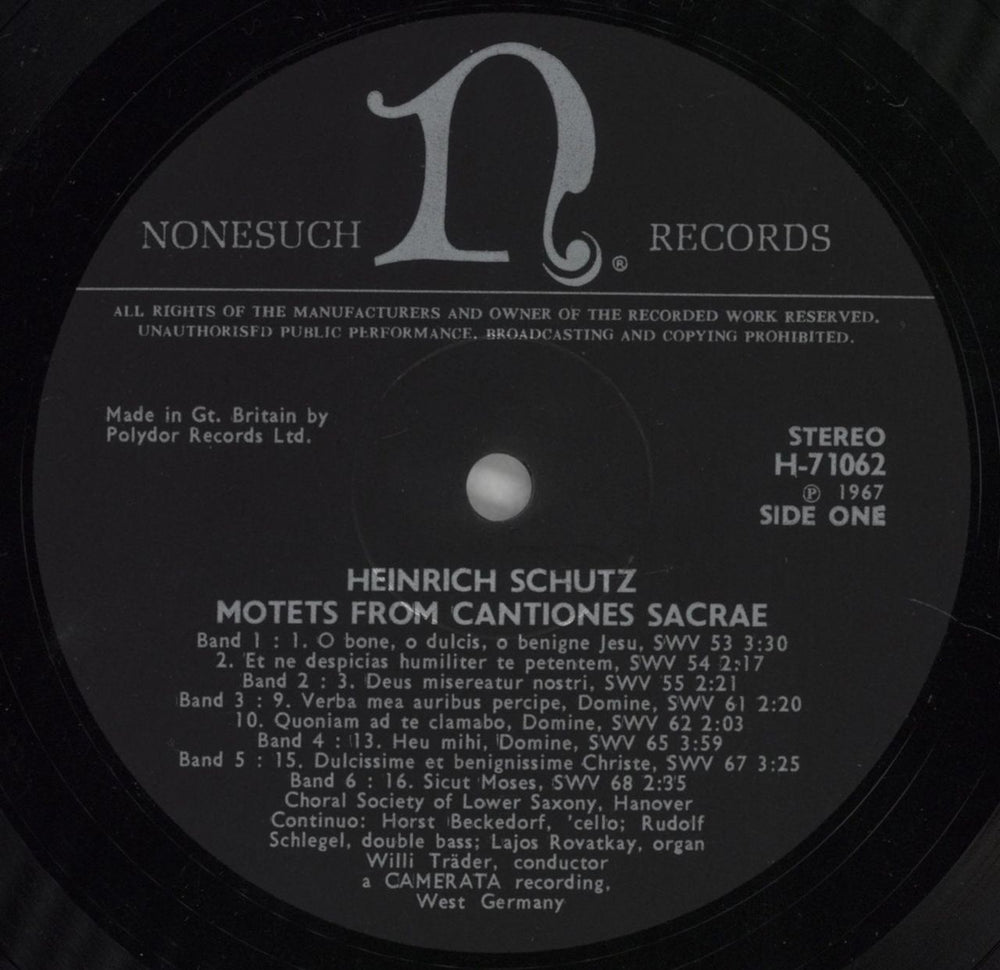 n
NONESUCH RECORDS
®
ALL RIGHTS OF THE MANUFACTURERS AND OWNER OF THE RECORDED WORK RESERVED.
UNAUTHORISED PUBLIC PERFORMANCE, BROADCASTING AND COPYING PROHIBITED.
Made in Gt. Britain by
Polydor Records Ltd.
STEREO
H-71062
℗ 1967
SIDE ONE
HEINRICH SCHUTZ
MOTETS FROM CANTIONES SACRAE
Band 1 : 1. O bone, o dulcis, o benigne Jesu, SWV 53 3:30
2. Et ne despicias humiliter te petentem, SWV 54 2:17
Band 2 : 3. Deus misereatur nostri, SWV 55 2:21
Band 3 : 9. Verba mea auribus percipe, Domine, SWV 61 2:20
10. Quoniam ad te clamabo, Domine, SWV 62 2:03
Band 4 : 13. Heu mihi, Domine, SWV 65 3:59
Band 5 : 15. Dulcissime et benignissime Christe, SWV 67 3:25
Band 6 : 16. Sicut Moses, SWV 68 2:35
Choral Society of Lower Saxony, Hanover
Continuo: Horst Beckedorf, 'cello; Rudolf
Schlegel, double bass; Lajos Rovatkay, organ
Willi Träder, conductor
a CAMERATA recording,
West Germany